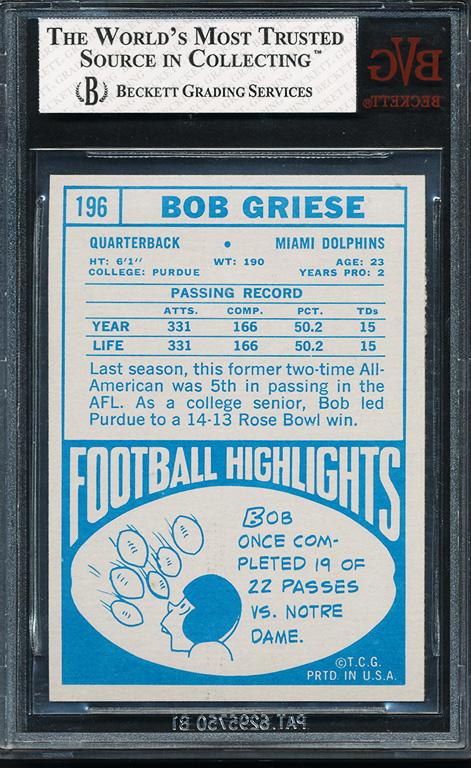 THE WORLD'S MOST TRUSTED
SOURCE IN COLLECTING™
B BECKETT GRADING SERVICES
BVG
BECKETT®
196 BOB GRIESE
QUARTERBACK • MIAMI DOLPHINS
HT: 6'1" WT: 190 AGE: 23
COLLEGE: PURDUE YEARS PRO: 2
PASSING RECORD
ATTS. COMP. PCT. TDs
YEAR 331 166 50.2 15
LIFE 331 166 50.2 15
Last season, this former two-time All-
American was 5th in passing in the
AFL. As a college senior, Bob led
Purdue to a 14-13 Rose Bowl win.
FOOTBALL HIGHLIGHTS
BOB
ONCE COM-
PLETED 19 OF
22 PASSES
VS. NOTRE
DAME.
©T.C.G.
PRTD. IN U.S.A.
PAT.6295750 B1